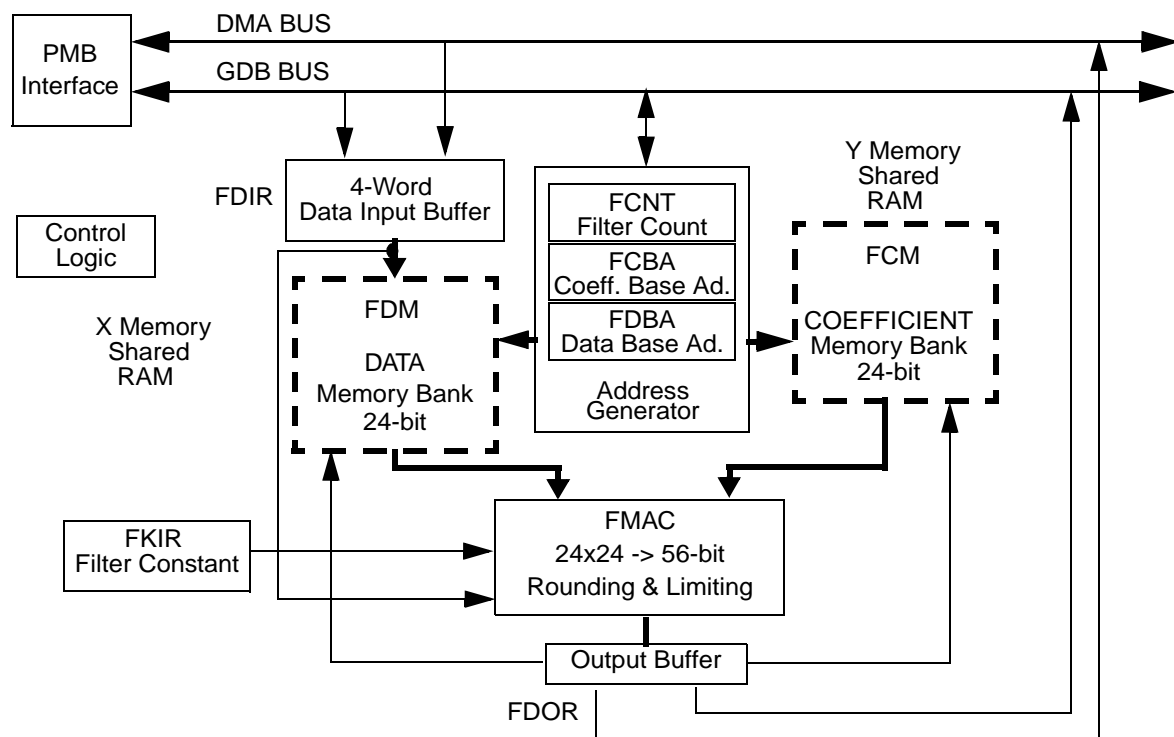 DMA BUS
PMB
Interface
GDB BUS
FDIR
4-Word
Data Input Buffer
FCNT
Filter Count
FCBA
Coeff. Base Ad.
FDBA
Data Base Ad.
Address
Generator
Y Memory
Shared
RAM
Control
Logic
X Memory
Shared
RAM
FDM
DATA
Memory Bank
24-bit
FCM
COEFFICIENT
Memory Bank
24-bit
FKIR
Filter Constant
FMAC
24x24 -> 56-bit
Rounding & Limiting
Output Buffer
FDOR